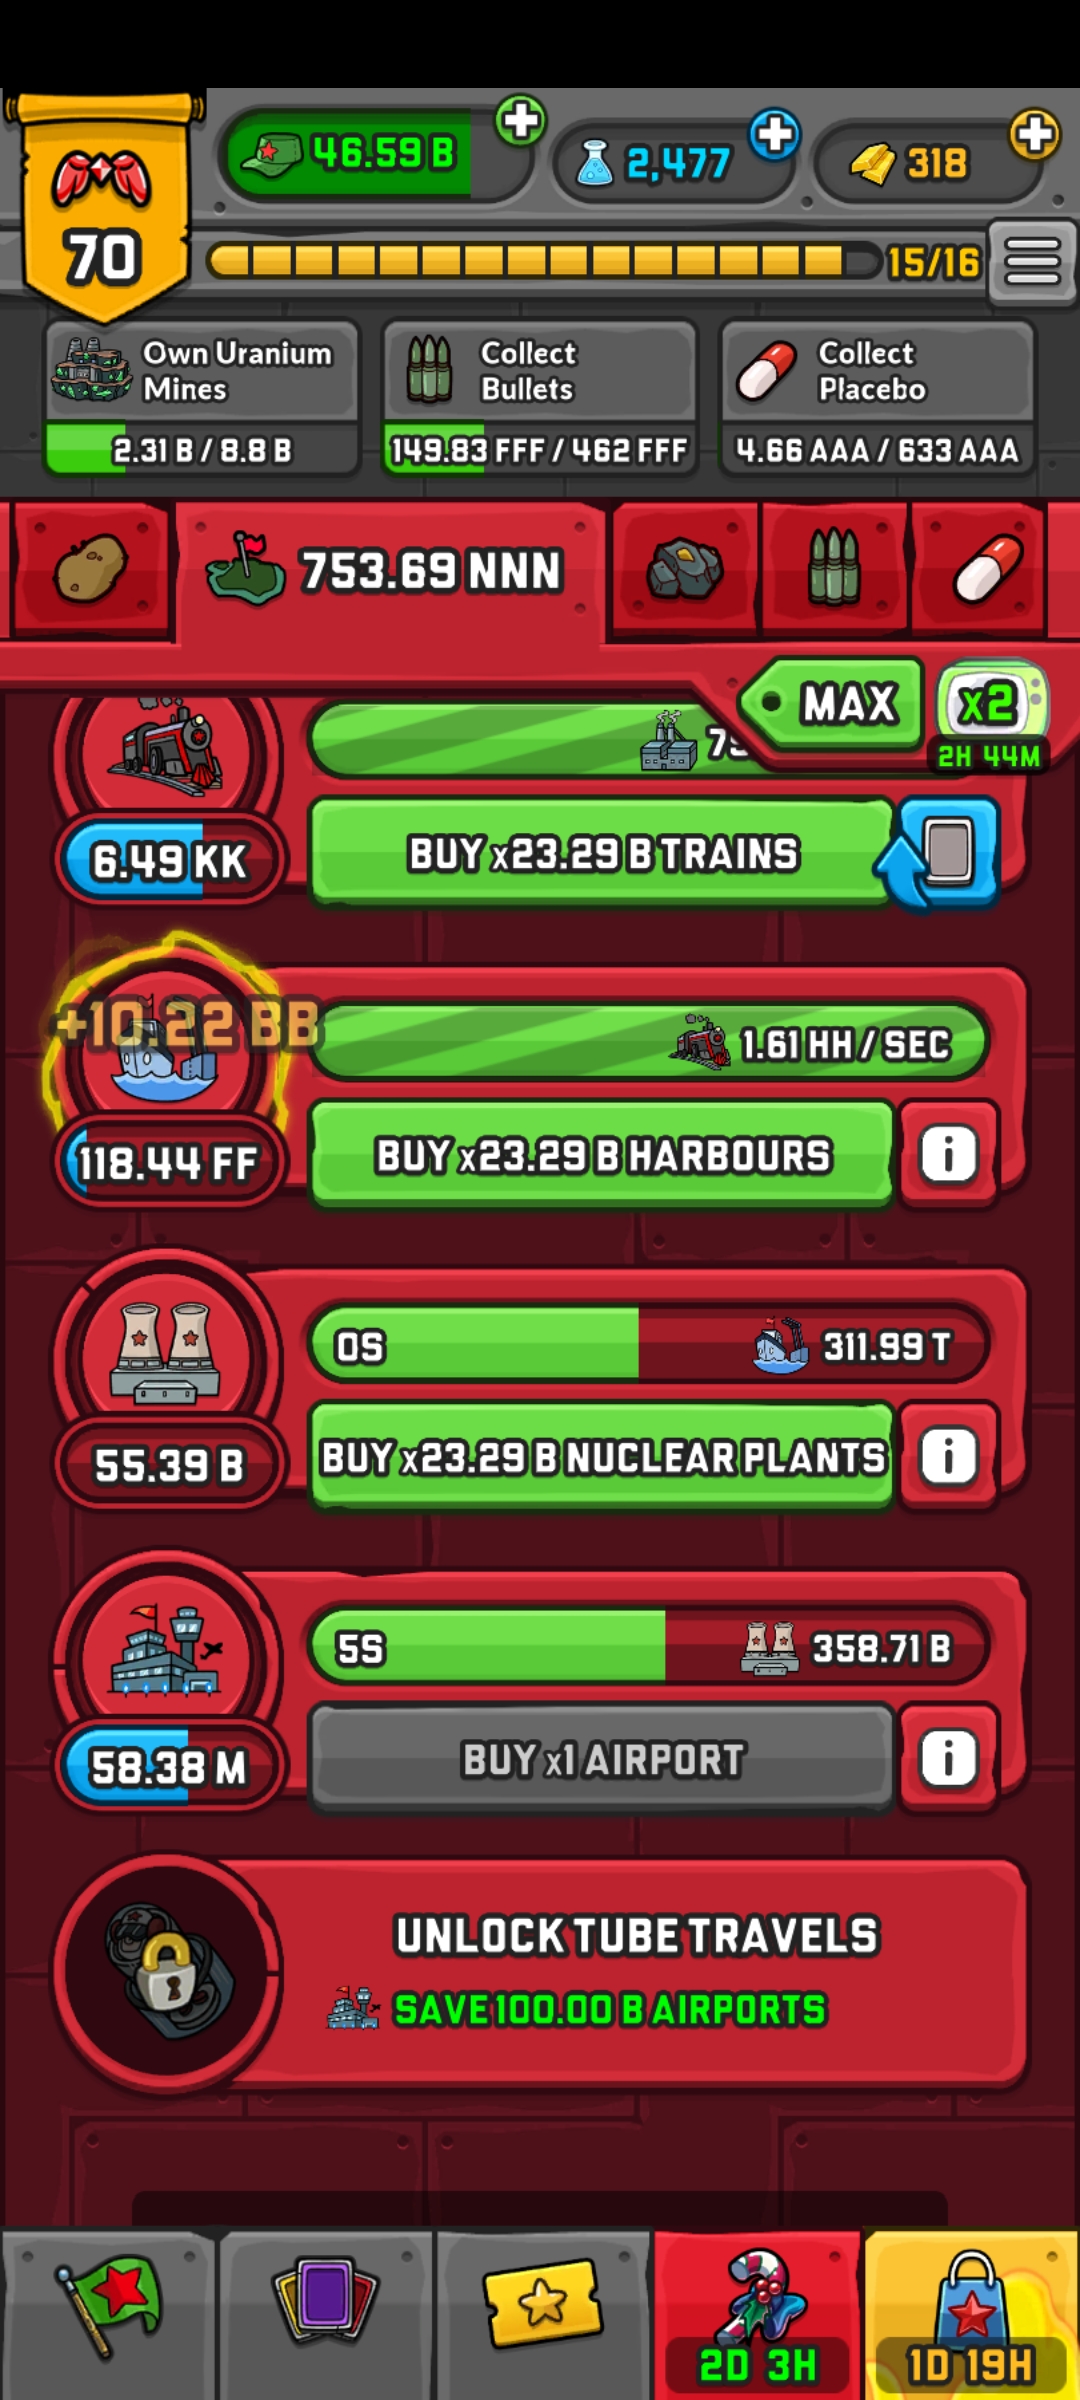 46.59 B
2,477
318
70
15/16
Own Uranium
Mines
2.31 B / 8.8 B
Collect
Bullets
149.83 FFF / 462 FFF
Collect
Placebo
4.66 AAA / 633 AAA
753.69 NNN
MAX
x2
2H 44M
6.49 KK
BUY x23.29 B TRAINS
+10.22 BB
1.61 HH / SEC
118.44 FF
BUY x23.29 B HARBOURS
i
0S
311.99 T
55.39 B
BUY x23.29 B NUCLEAR PLANTS
i
5S
358.71 B
58.38 M
BUY x1 AIRPORT
i
UNLOCK TUBE TRAVELS
SAVE 100.00 B AIRPORTS
2D 3H
1D 19H